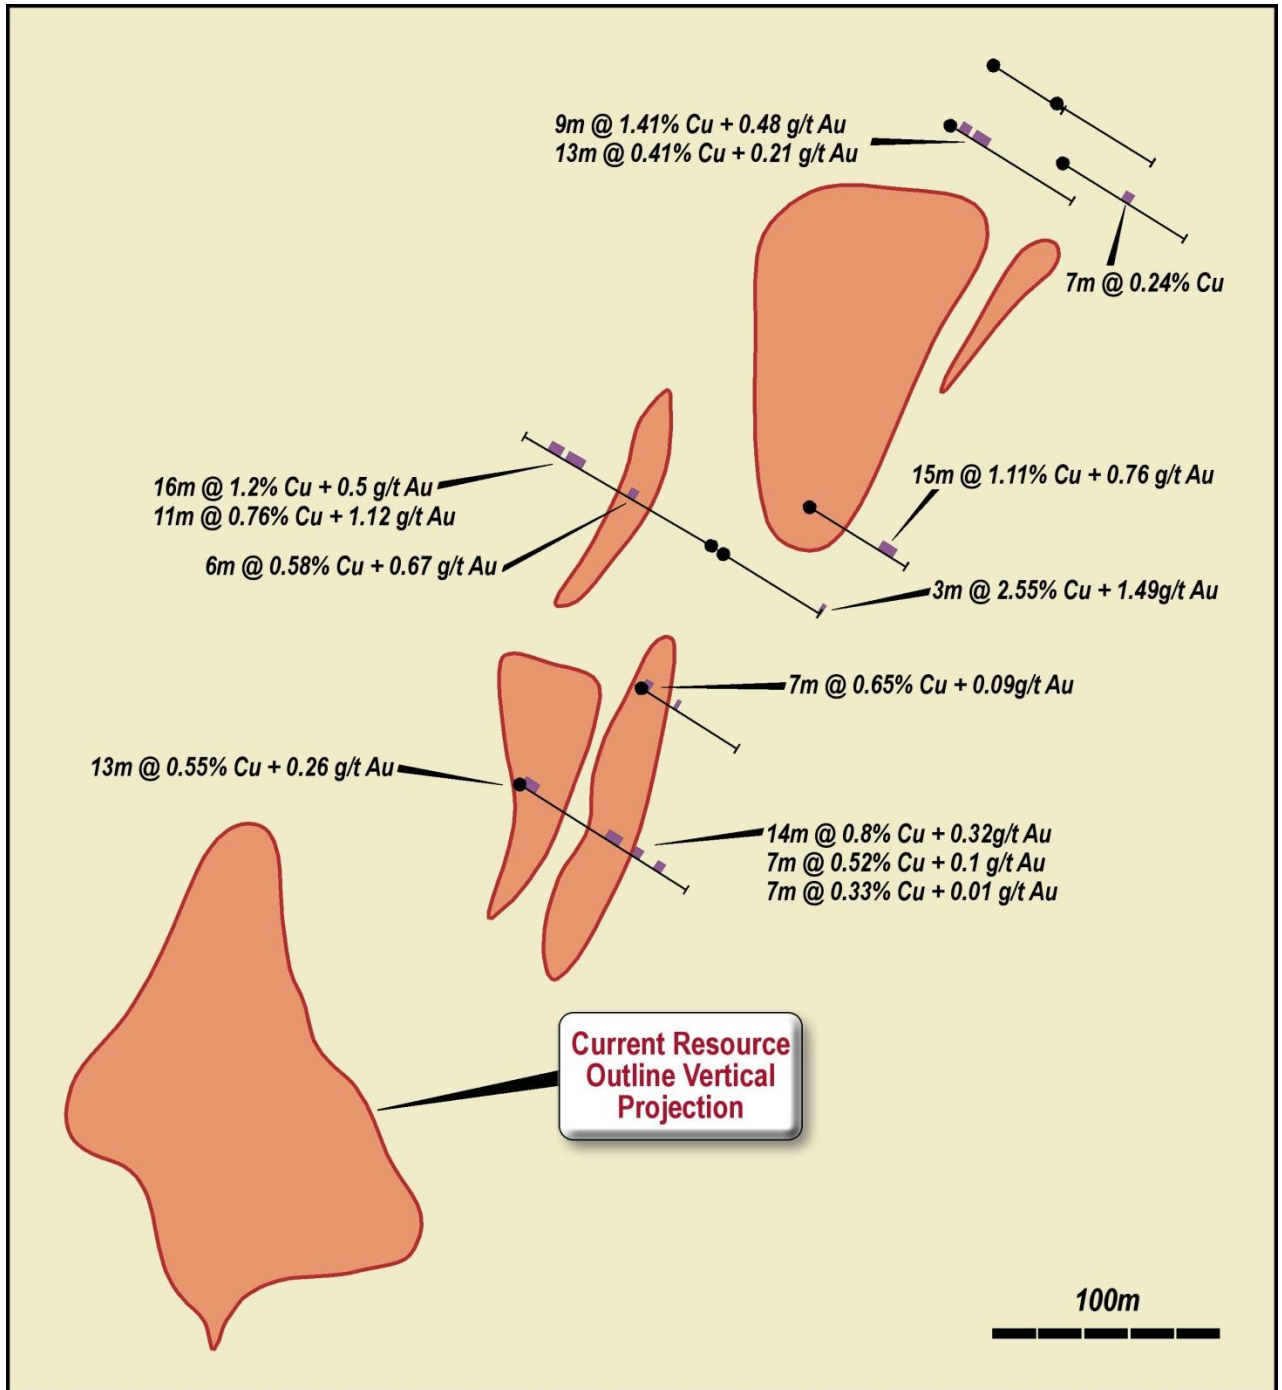 9m @ 1.41% Cu + 0.48 g/t Au
13m @ 0.41% Cu + 0.21 g/t Au
7m @ 0.24% Cu
16m @ 1.2% Cu + 0.5 g/t Au
11m @ 0.76% Cu + 1.12 g/t Au
15m @ 1.11% Cu + 0.76 g/t Au
6m @ 0.58% Cu + 0.67 g/t Au
3m @ 2.55% Cu + 1.49g/t Au
7m @ 0.65% Cu + 0.09g/t Au
13m @ 0.55% Cu + 0.26 g/t Au
14m @ 0.8% Cu + 0.32g/t Au
7m @ 0.52% Cu + 0.1 g/t Au
7m @ 0.33% Cu + 0.01 g/t Au
Current Resource
Outline Vertical
Projection
100m